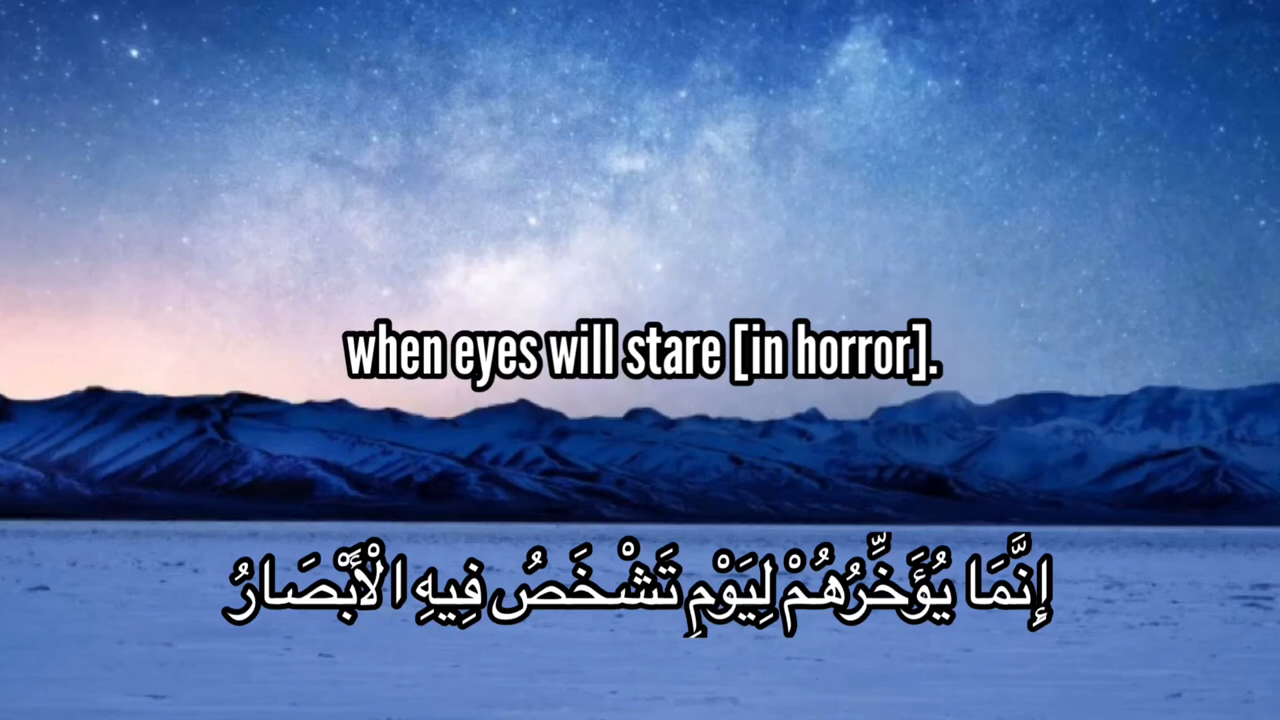 when eyes will stare [in horror].
إِنَّمَا يُؤَخِّرُهُمْ لِيَوْمٍ تَشْخَصُ فِيهِ الْأَبْصَارُ